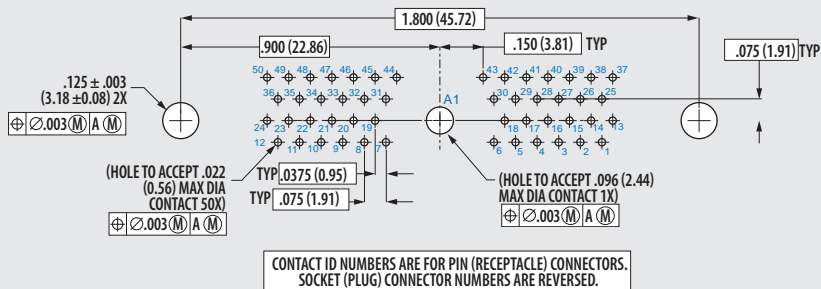 1.800 (45.72)
.900 (22.86)
.150 (3.81) TYP
.075 (1.91) TYP
.125 ± .003
(3.18 ±0.08) 2X
⌖ ∅.003 Ⓜ A Ⓜ
50 49 48 47 46 45 44
43 42 41 40 39 38 37
36 35 34 33 32 31
A1
30 29 28 27 26 25
24 23 22 21 20 19
18 17 16 15 14 13
12 11 10 9 8 7
6 5 4 3 2 1
(HOLE TO ACCEPT .022
(0.56) MAX DIA
CONTACT 50X)
⌖ ∅.003 Ⓜ A Ⓜ
TYP .0375 (0.95)
TYP .075 (1.91)
(HOLE TO ACCEPT .096 (2.44)
MAX DIA CONTACT 1X)
⌖ ∅.003 Ⓜ A Ⓜ
CONTACT ID NUMBERS ARE FOR PIN (RECEPTACLE) CONNECTORS.
SOCKET (PLUG) CONNECTOR NUMBERS ARE REVERSED.